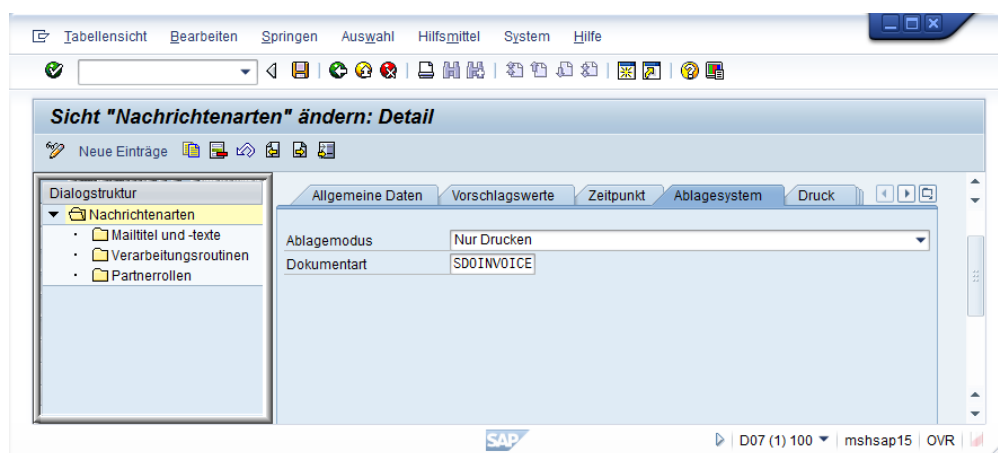 Tabellensicht Bearbeiten Springen Auswahl Hilfsmittel System Hilfe
Sicht "Nachrichtenarten" ändern: Detail
Neue Einträge
Dialogstruktur
Nachrichtenarten
Mailtitel und -texte
Verarbeitungsroutinen
Partnerrollen
Allgemeine Daten Vorschlagswerte Zeitpunkt Ablagesystem Druck
Ablagemodus Nur Drucken
Dokumentart SDOINVOICE
SAP
D07 (1) 100 mshsap15 OVR